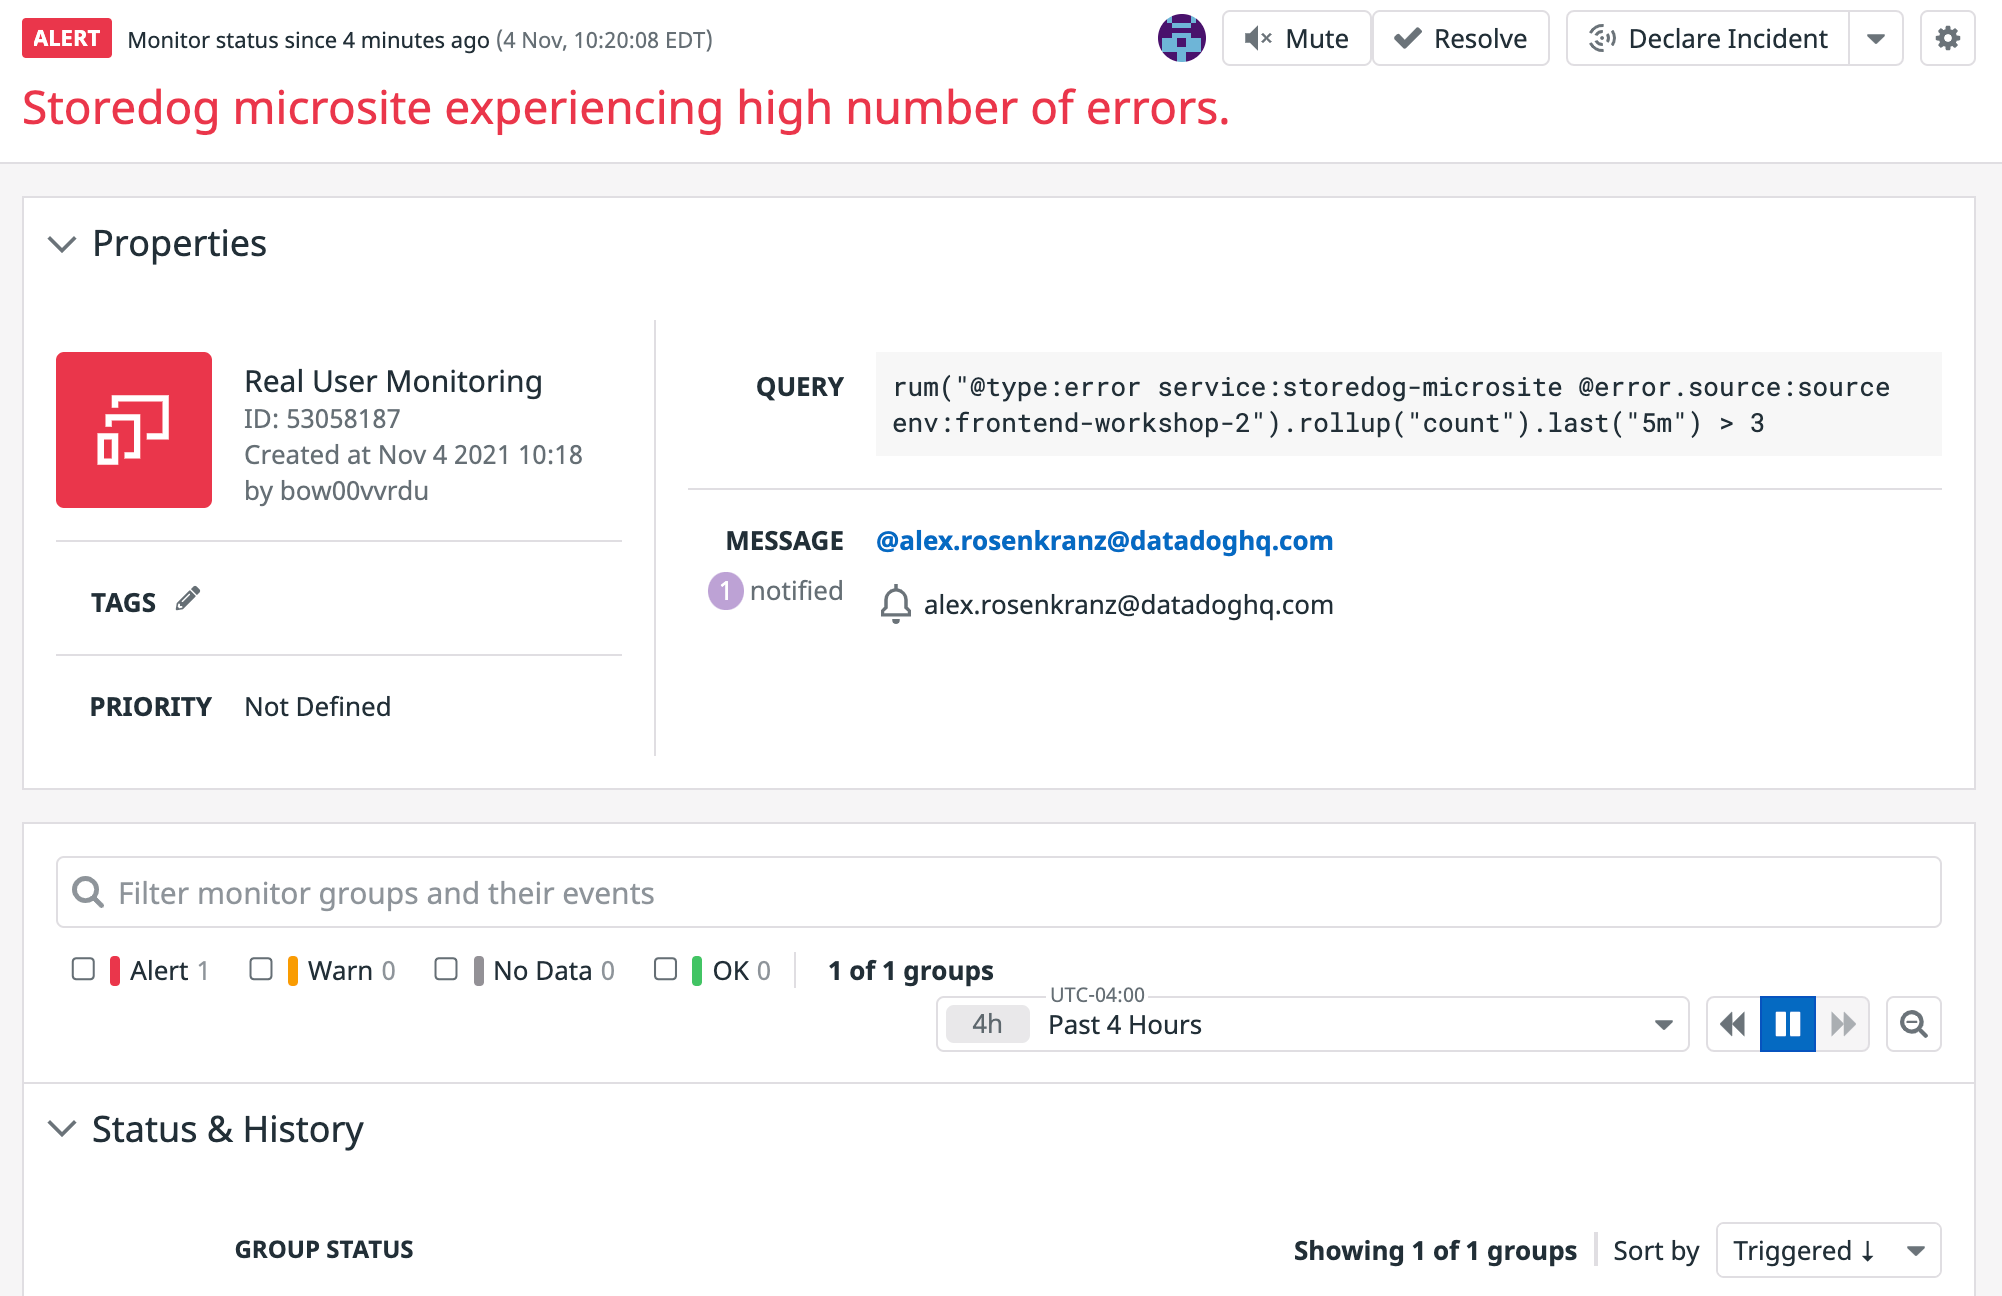 ALERT Monitor status since 4 minutes ago (4 Nov, 10:20:08 EDT) Mute Resolve Declare Incident
Storedog microsite experiencing high number of errors.
Properties
Real User Monitoring
ID: 53058187
Created at Nov 4 2021 10:18
by bow00vvrdu
TAGS
PRIORITY Not Defined
QUERY rum("@type:error service:storedog-microsite @error.source:source
env:frontend-workshop-2").rollup("count").last("5m") > 3
MESSAGE @alex.rosenkranz@datadoghq.com
1 notified alex.rosenkranz@datadoghq.com
Filter monitor groups and their events
Alert 1 Warn 0 No Data 0 OK 0 1 of 1 groups
UTC-04:00
4h Past 4 Hours
Status & History
GROUP STATUS Showing 1 of 1 groups Sort by Triggered ↓